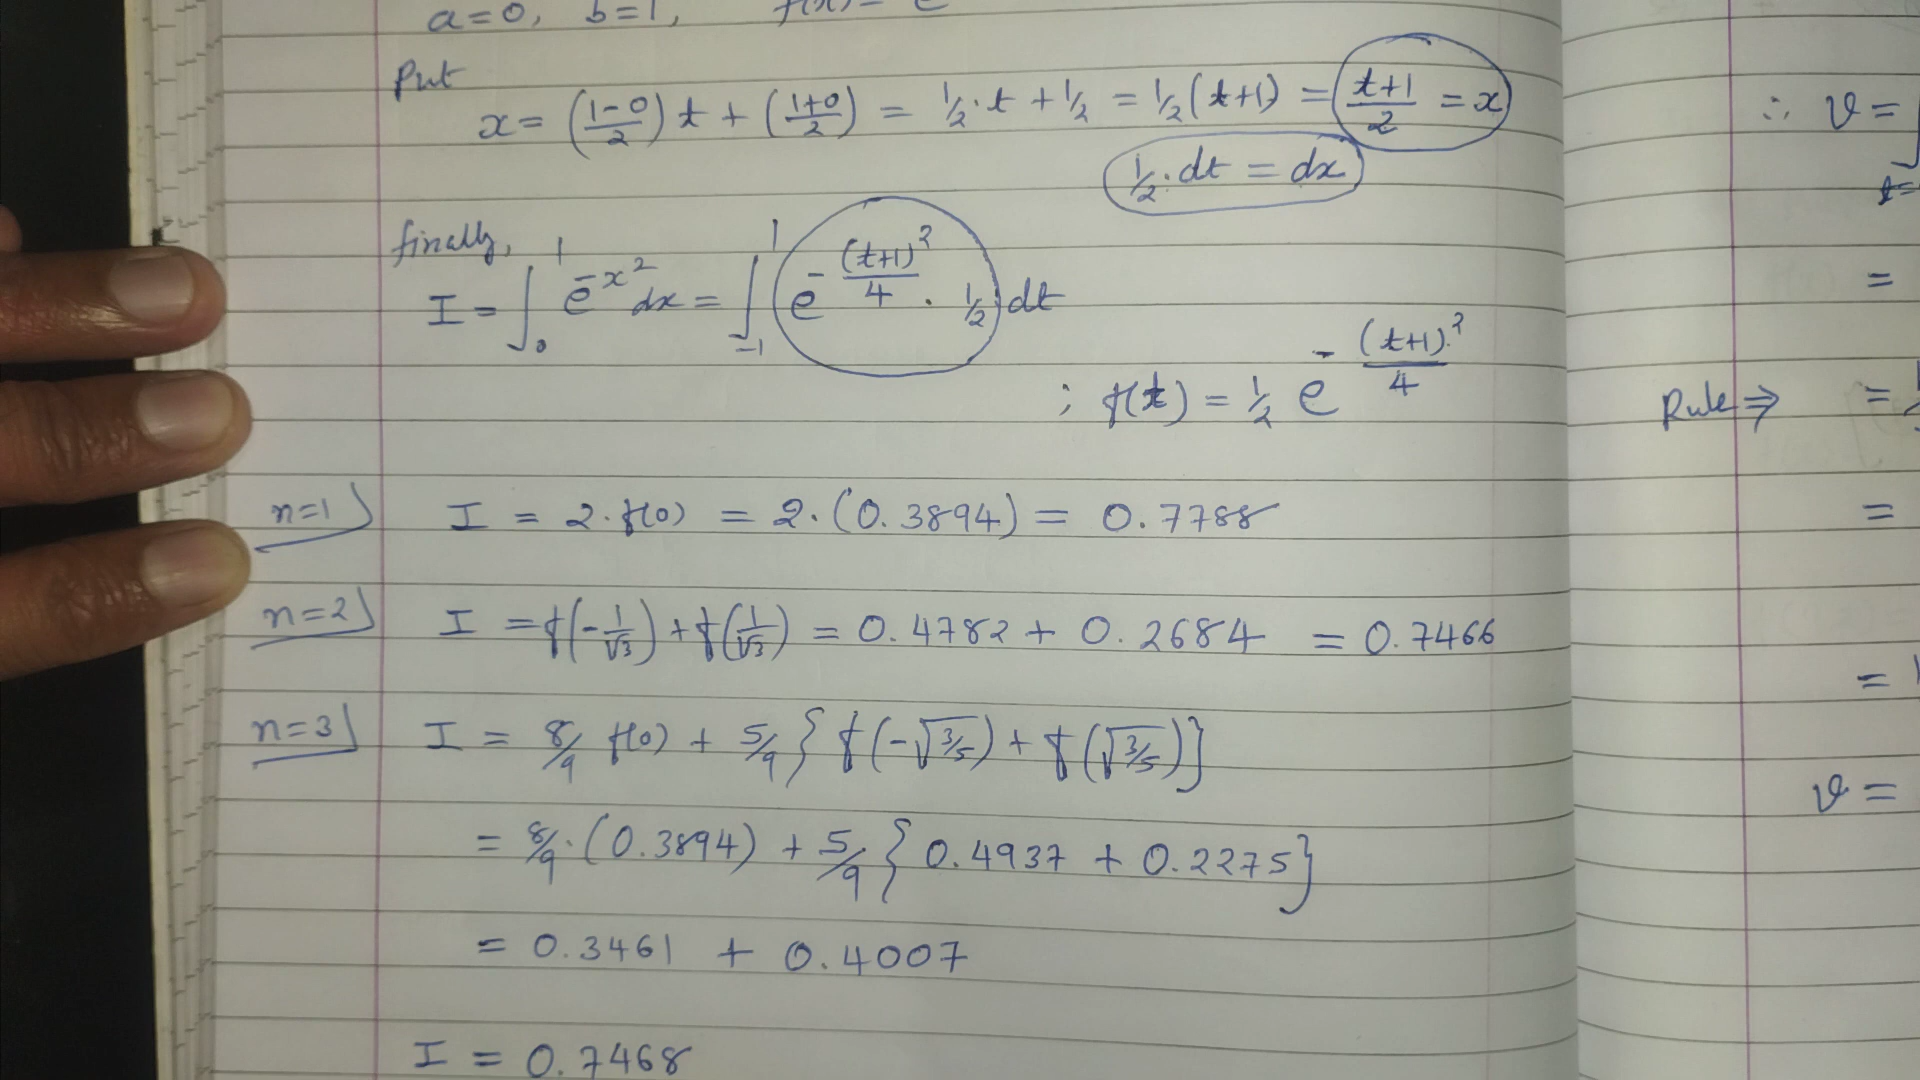 a=0, b=1, f(x)= e
Put
x = (1-0/2) t + (1+0/2) = 1/2 · t + 1/2 = 1/2 (t+1) = t+1/2 = x
1/2 · dt = dx
finally,
I = ∫₀¹ e^-x² dx = ∫₋₁¹ e^-(t+1)²/4 · 1/2 dt
; f(t) = 1/2 e^-(t+1)²/4
n=1) I = 2·f(0) = 2·(0.3894) = 0.7788
n=2) I = f(-1/√3) + f(1/√3) = 0.4782 + 0.2684 = 0.7466
n=3) I = 8/9 f(0) + 5/9 { f(-√3/5) + f(√3/5) }
= 8/9 · (0.3894) + 5/9 { 0.4937 + 0.2275 }
= 0.3461 + 0.4007
I = 0.7468
∴ v =
t=
=
Rule ⇒ =
=
=
v =